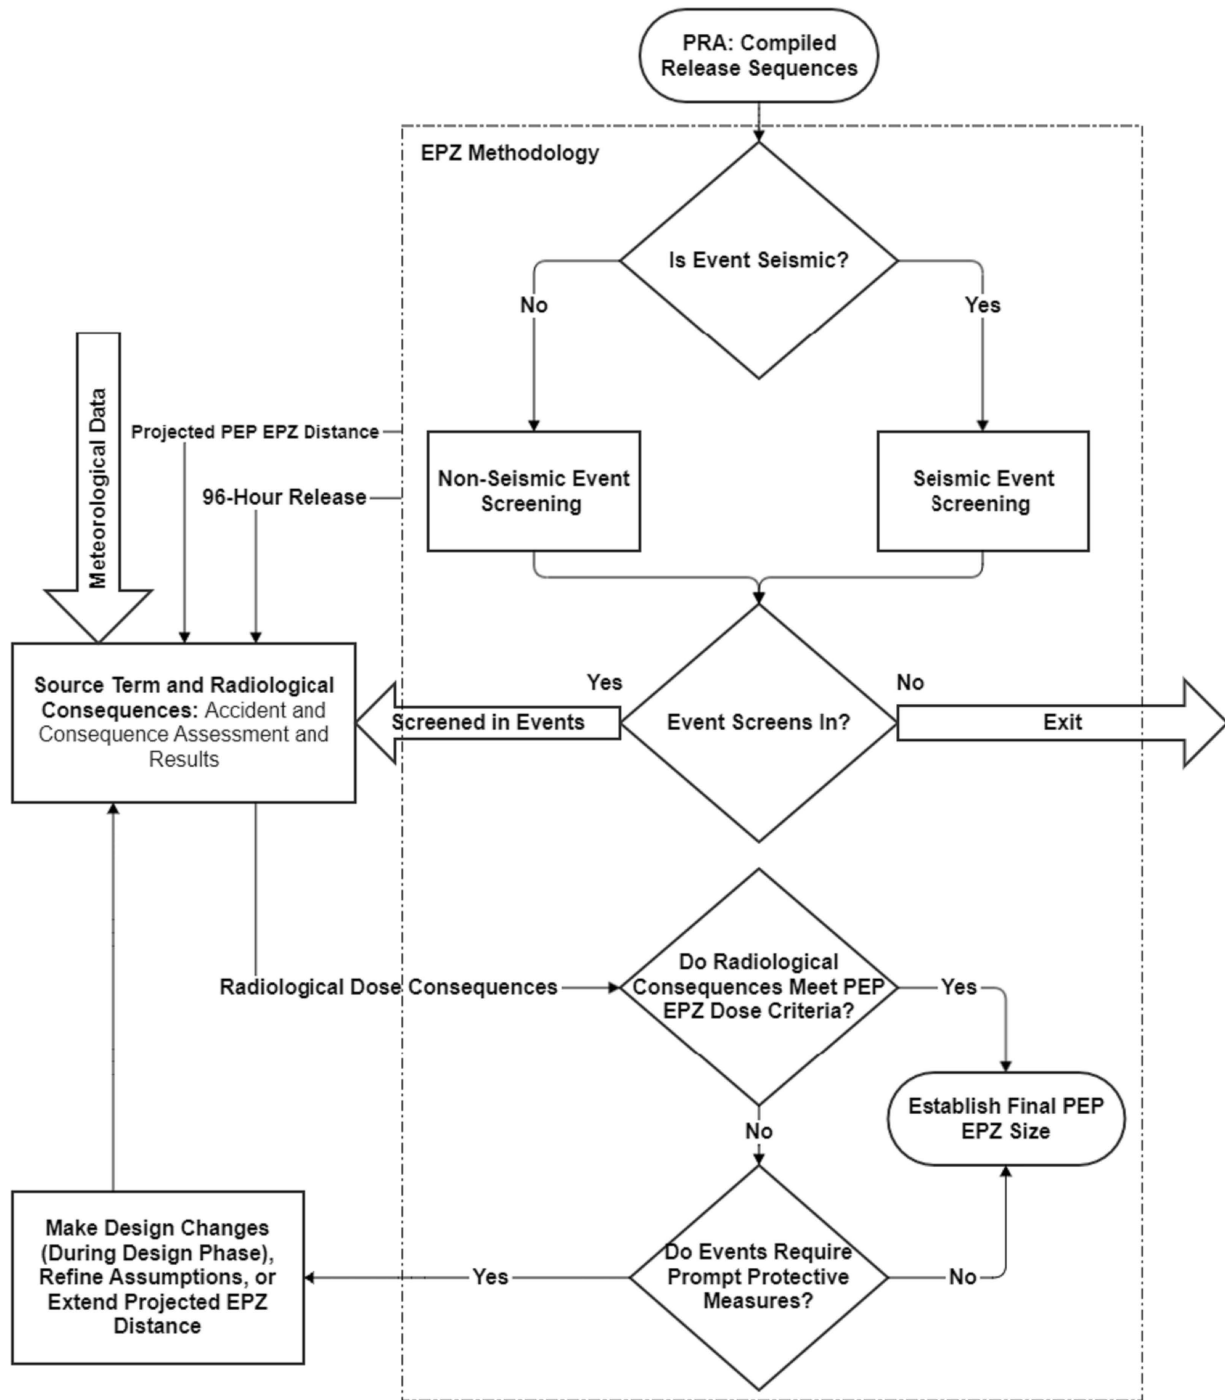 PRA: Compiled
Release Sequences
EPZ Methodology
Is Event Seismic?
No
Yes
Meteorological Data
Projected PEP EPZ Distance
96-Hour Release
Non-Seismic Event
Screening
Seismic Event
Screening
Source Term and Radiological
Consequences: Accident and
Consequence Assessment and
Results
Yes
Screened in Events
Event Screens In?
No
Exit
Radiological Dose Consequences
Do Radiological
Consequences Meet PEP
EPZ Dose Criteria?
Yes
Establish Final PEP
EPZ Size
No
Make Design Changes
(During Design Phase),
Refine Assumptions, or
Extend Projected EPZ
Distance
Yes
Do Events Require
Prompt Protective
Measures?
No